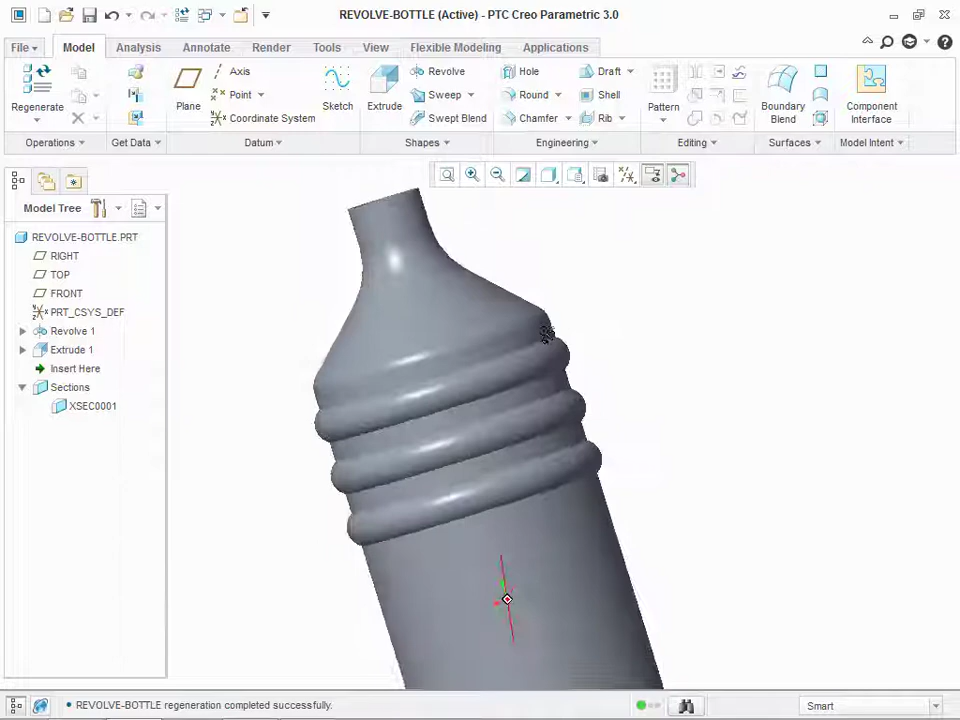 REVOLVE-BOTTLE (Active) - PTC Creo Parametric 3.0
File Model Analysis Annotate Render Tools View Flexible Modeling Applications
Regenerate
Plane
Axis
Point
Coordinate System
Sketch
Extrude
Revolve
Sweep
Swept Blend
Hole
Round
Chamfer
Draft
Shell
Rib
Pattern
Boundary Blend
Component Interface
Operations Get Data Datum Shapes Engineering Editing Surfaces Model Intent
Model Tree
REVOLVE-BOTTLE.PRT
RIGHT
TOP
FRONT
PRT_CSYS_DEF
Revolve 1
Extrude 1
Insert Here
Sections
XSEC0001
• REVOLVE-BOTTLE regeneration completed successfully.
Smart